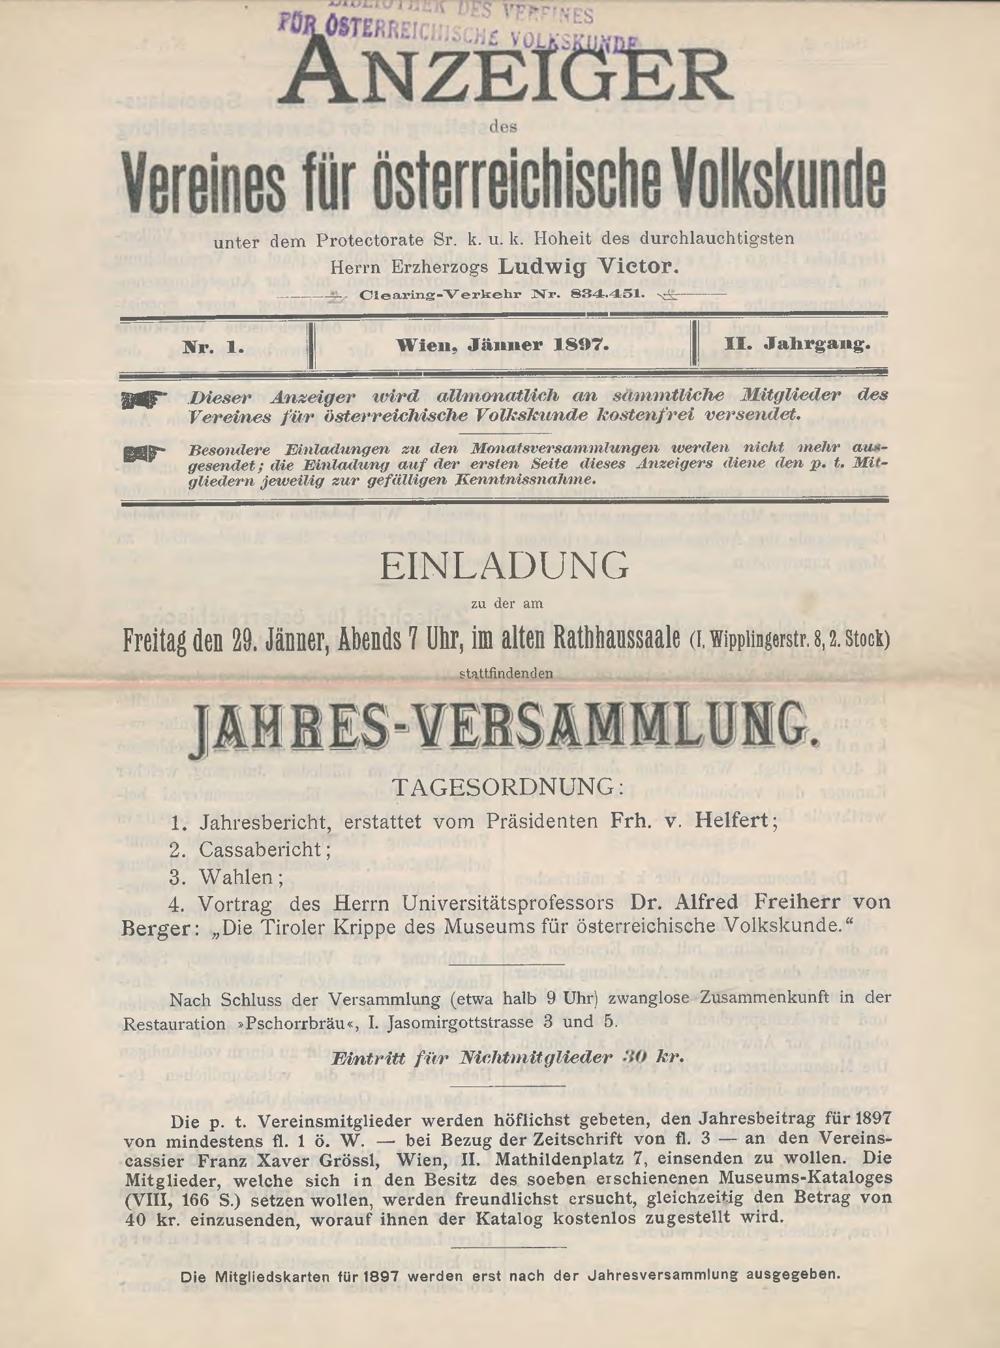 BIBLIOTHEK DES VEREINES
FÜR ÖSTERREICHISCHE VOLKSKUNDE
ANZEIGER
des
Vereines für österreichische Volkskunde
unter dem Protectorate Sr. k. u. k. Hoheit des durchlauchtigsten
Herrn Erzherzogs Ludwig Victor.
Clearing-Verkehr Nr. 834.451.
Nr. 1. Wien, Jänner 1897. II. Jahrgang.
Dieser Anzeiger wird allmonatlich an sämmtliche Mitglieder des
Vereines für österreichische Volkskunde kostenfrei versendet.
Besondere Einladungen zu den Monatsversammlungen werden nicht mehr aus-
gesendet; die Einladung auf der ersten Seite dieses Anzeigers diene den p. t. Mit-
gliedern jeweilig zur gefälligen Kenntnissnahme.
EINLADUNG
zu der am
Freitag den 29. Jänner, Abends 7 Uhr, im alten Rathhaussaale (I, Wipplingerstr. 8, 2. Stock)
stattfindenden
JAHRES-VERSAMMLUNG.
TAGESORDNUNG:
1. Jahresbericht, erstattet vom Präsidenten Frh. v. Helfert;
2. Cassabericht;
3. Wahlen;
4. Vortrag des Herrn Universitätsprofessors Dr. Alfred Freiherr von
Berger: „Die Tiroler Krippe des Museums für österreichische Volkskunde.“
Nach Schluss der Versammlung (etwa halb 9 Uhr) zwanglose Zusammenkunft in der
Restauration »Pschorrbräu«, I. Jasomirgottstrasse 3 und 5.
Eintritt für Nichtmitglieder 30 kr.
Die p. t. Vereinsmitglieder werden höflichst gebeten, den Jahresbeitrag für 1897
von mindestens fl. 1 ö. W. — bei Bezug der Zeitschrift von fl. 3 — an den Vereins-
cassier Franz Xaver Grössl, Wien, II. Mathildenplatz 7, einsenden zu wollen. Die
Mitglieder, welche sich in den Besitz des soeben erschienenen Museums-Kataloges
(VIII, 166 S.) setzen wollen, werden freundlichst ersucht, gleichzeitig den Betrag von
40 kr. einzusenden, worauf ihnen der Katalog kostenlos zugestellt wird.
Die Mitgliedskarten für 1897 werden erst nach der Jahresversammlung ausgegeben.